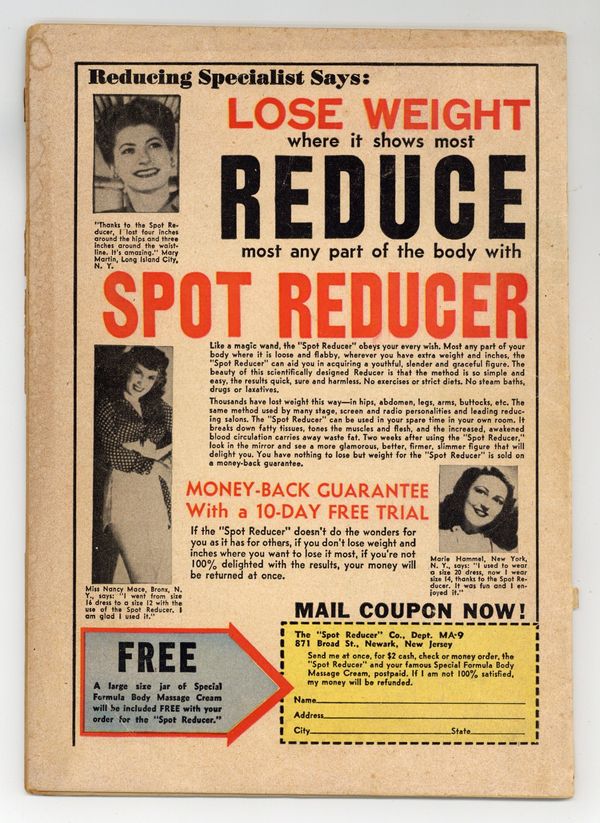 Reducing Specialist Says:
LOSE WEIGHT
where it shows most
REDUCE
most any part of the body with
SPOT REDUCER
"Thanks to the Spot Re-
ducer, I lost four inches
around the hips and three
inches around the waist-
line. It's amazing." Mary
Martin, Long Island City,
N. Y.
Like a magic wand, the "Spot Reducer" obeys your every wish. Most any part of your
body where it is loose and flabby, wherever you have extra weight and inches, the
"Spot Reducer" can aid you in acquiring a youthful, slender and graceful figure. The
beauty of this scientifically designed Reducer is that the method is so simple and
easy, the results quick, sure and harmless. No exercises or strict diets. No steam baths,
drugs or laxatives.
Thousands have lost weight this way—in hips, abdomen, legs, arms, buttocks, etc. The
same method used by many stage, screen and radio personalities and leading reduc-
ing salons. The "Spot Reducer" can be used in your spare time in your own room. It
breaks down fatty tissues, tones the muscles and flesh, and the increased, awakened
blood circulation carries away waste fat. Two weeks after using the "Spot Reducer,"
look in the mirror and see a more glamorous, better, firmer, slimmer figure that will
delight you. You have nothing to lose but weight for the "Spot Reducer" is sold on
a money-back guarantee.
MONEY-BACK GUARANTEE
With a 10-DAY FREE TRIAL
If the "Spot Reducer" doesn't do the wonders for
you as it has for others, if you don't lose weight and
inches where you want to lose it most, if you're not
100% delighted with the results, your money will
be returned at once.
Marie Hammel, New York,
N. Y., says: "I used to wear
a size 20 dress, now I wear
size 14, thanks to the Spot Re-
ducer. It was fun and I en-
joyed it."
Miss Nancy Mace, Bronx, N.
Y., says: "I went from size
16 dress to a size 12 with the
use of the Spot Reducer. I
am glad I used it."
MAIL COUPON NOW!
FREE
A large size jar of Special
Formula Body Massage Cream
will be included FREE with your
order for the "Spot Reducer."
The "Spot Reducer" Co., Dept. MA-9
871 Broad St., Newark, New Jersey
Send me at once, for $2 cash, check or money order, the
"Spot Reducer" and your famous Special Formula Body
Massage Cream, postpaid. If I am not 100% satisfied,
my money will be refunded.
Name
Address
City State